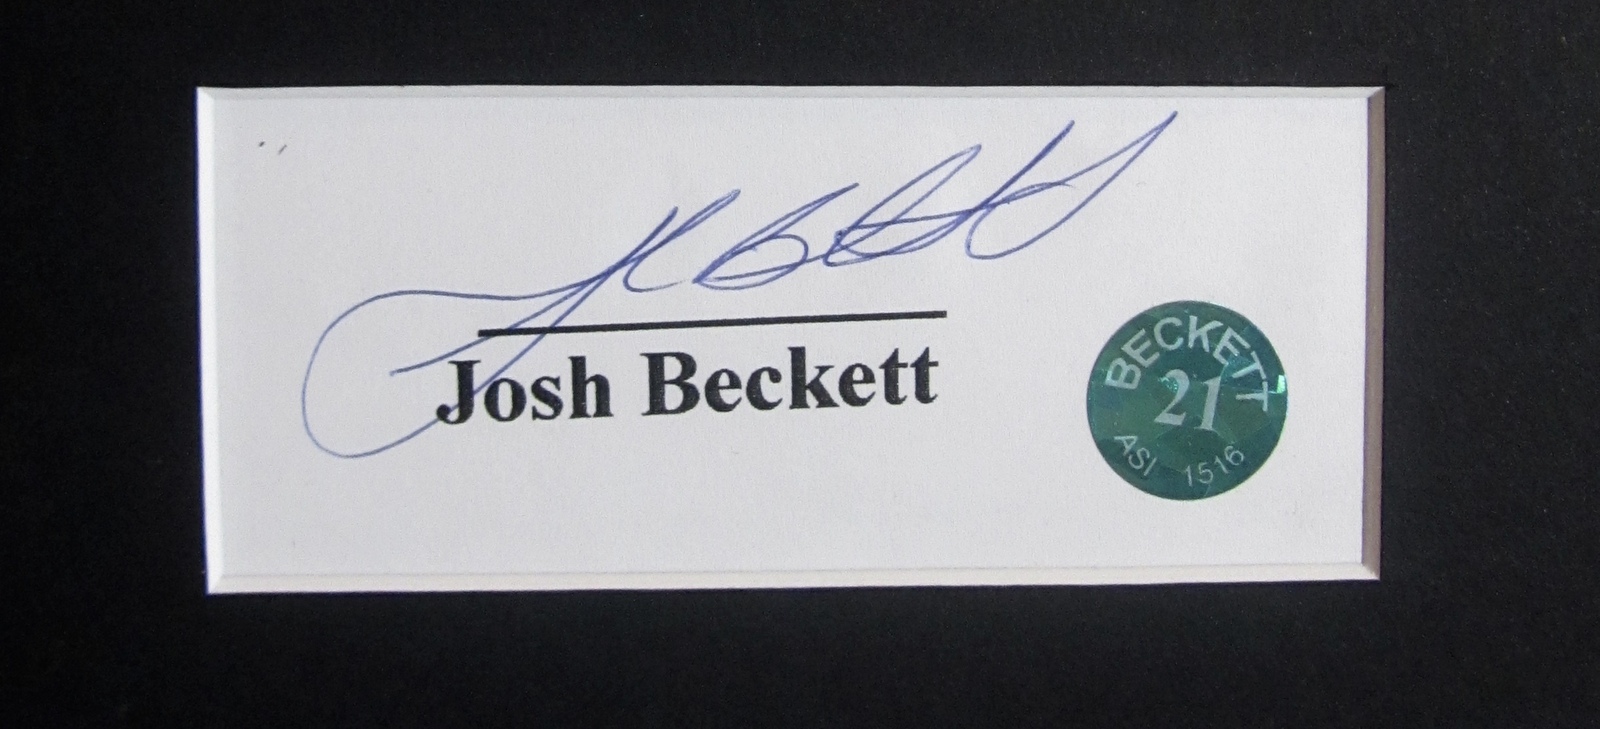 Josh Beckett
BECKETT
21
ASI 1516